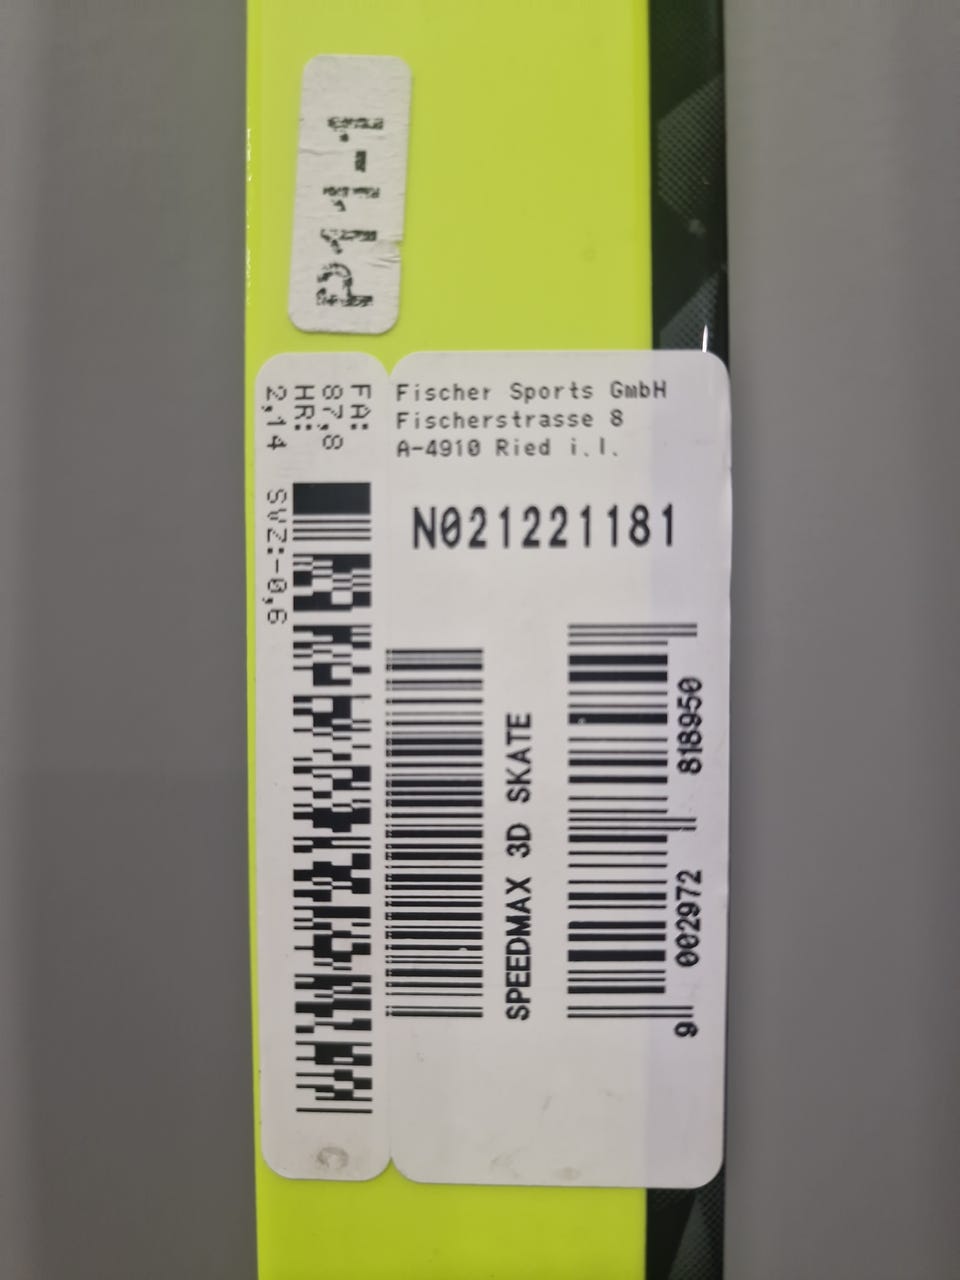 FA:
87,8
HR:
2,14
SVZ:-0,6
Fischer Sports GmbH
Fischerstrasse 8
A-4910 Ried i.I.
N021221181
SPEEDMAX 3D SKATE
9 002972 818950